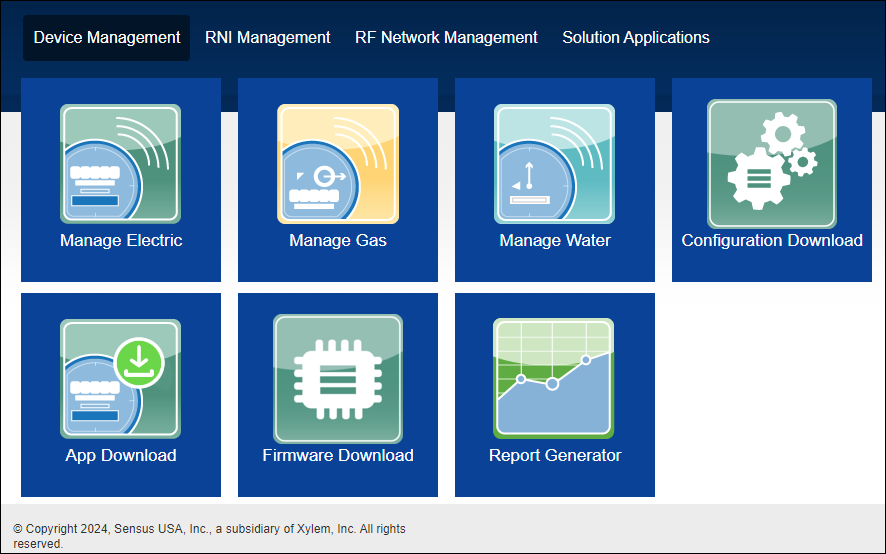 Device Management RNI Management RF Network Management Solution Applications
Manage Electric Manage Gas Manage Water Configuration Download
App Download Firmware Download Report Generator
© Copyright 2024, Sensus USA, Inc., a subsidiary of Xylem, Inc. All rights
reserved.